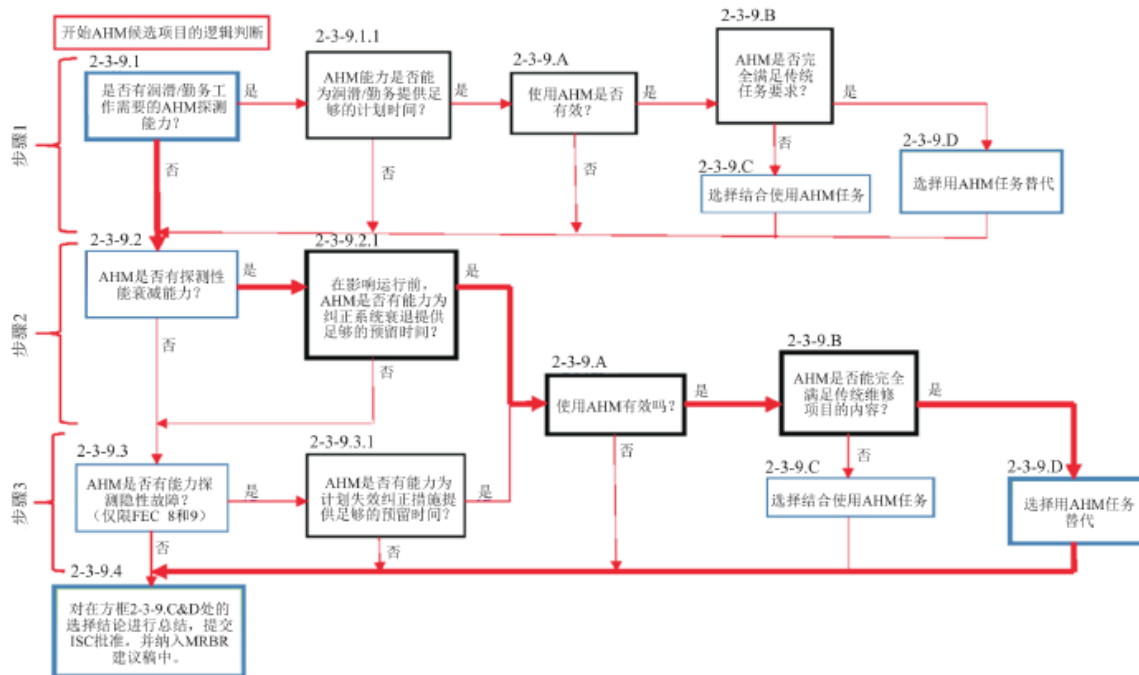 开始AHM候选项目的逻辑判断
步骤1
2-3-9.1
是否有润滑/勤务工
作需要的AHM探测
能力？
是
否
2-3-9.1.1
AHM能力是否能
为润滑/勤务提供足
够的计划时间？
是
否
2-3-9.A
使用AHM是否
有效？
是
否
2-3-9.B
AHM是否完
全满足传统
任务要求？
是
否
2-3-9.C
选择结合使用AHM任务
2-3-9.D
选择用AHM任务替代
步骤2
2-3-9.2
AHM是否有探测性
能衰减能力？
是
否
2-3-9.2.1
在影响运行前，
AHM是否有能力为
纠正系统衰退提供
足够的预留时间？
是
否
2-3-9.A
使用AHM有效吗？
是
否
2-3-9.B
AHM是否能完全
满足传统维修
项目的内容？
是
否
2-3-9.C
选择结合使用AHM任务
2-3-9.D
选择用AHM任务
替代
步骤3
2-3-9.3
AHM是否有能力探
测隐性故障？
（仅限FEC 8和9）
是
否
2-3-9.3.1
AHM是否有能力为
计划失效纠正措施提
供足够的预留时间？
是
否
2-3-9.4
对在方框2-3-9.C&D处的
选择结论进行总结，提交
ISC批准，并纳入MRBR
建议稿中。